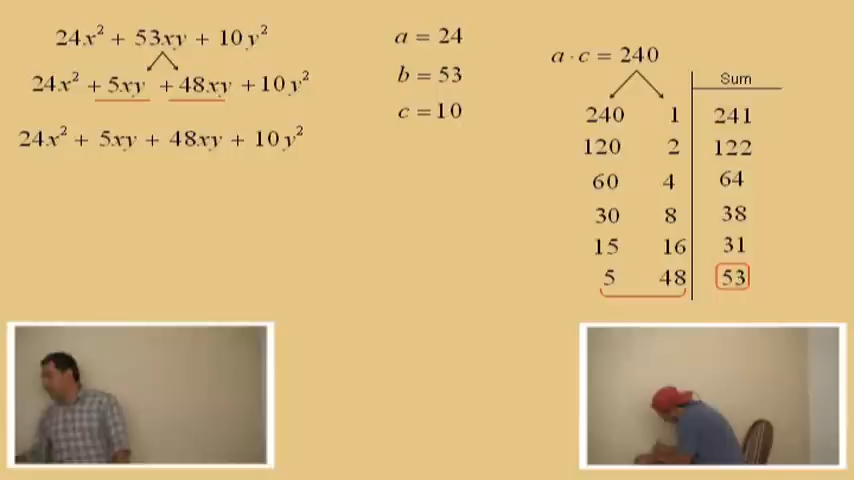 24x² + 53xy + 10y²
24x² + 5xy + 48xy + 10y²
24x² + 5xy + 48xy + 10y²
a = 24
b = 53
c = 10
a · c = 240
Sum
240 1 241
120 2 122
60 4 64
30 8 38
15 16 31
5 48 53